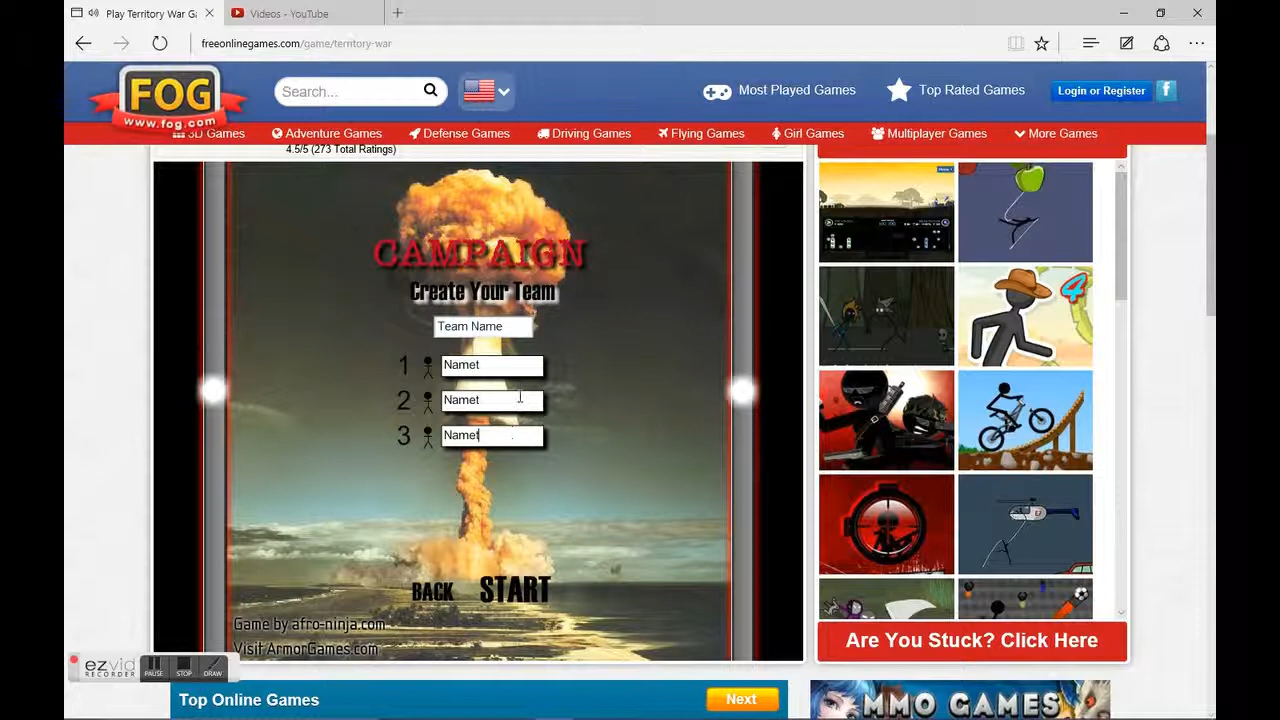 Play Territory War G
Videos - YouTube
freeonlinegames.com/game/territory-war
FOG
www.fog.com
Search...
Most Played Games
Top Rated Games
Login or Register
f
3D Games
Adventure Games
Defense Games
Driving Games
Flying Games
Girl Games
Multiplayer Games
More Games
4.5/5 (273 Total Ratings)
CAMPAIGN
Create Your Team
Team Name
1 Namet
2 Namet
3 Namet
4
BACK START
Game by afro-ninja.com
Visit ArmorGames.com
Are You Stuck? Click Here
ezvid
RECORDER
PAUSE
STOP
DRAW
Top Online Games
Next
MMO GAMES